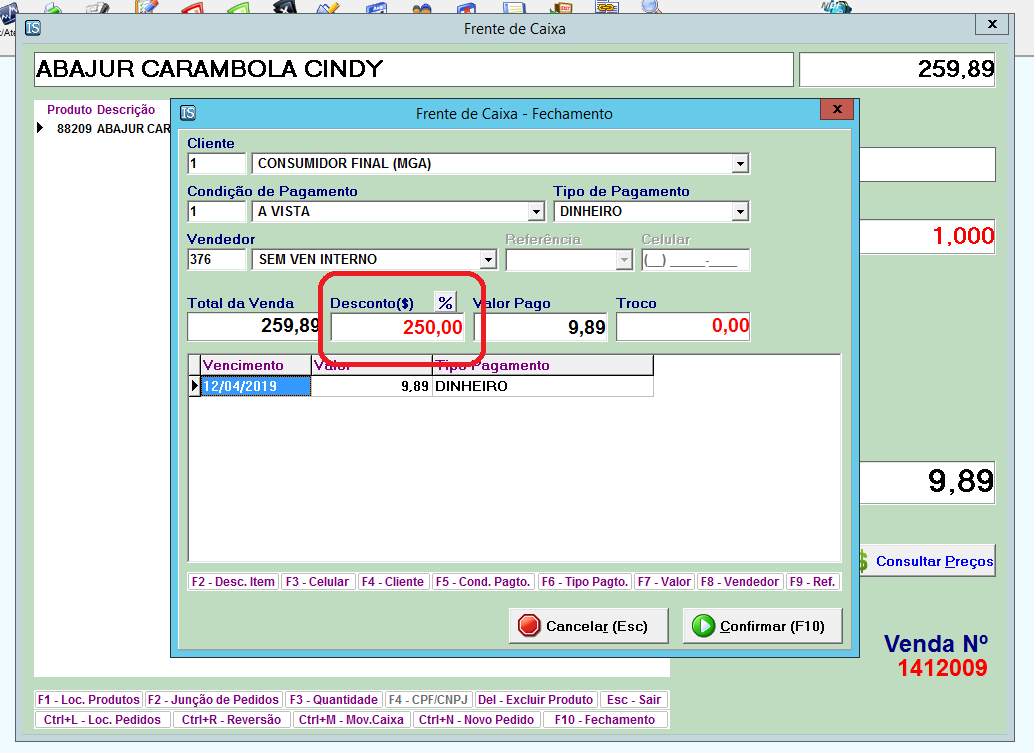 /Ate
IS Frente de Caixa x
ABAJUR CARAMBOLA CINDY 259,89
Produto Descrição
88209 ABAJUR CAR
IS Frente de Caixa - Fechamento x
Cliente
1 CONSUMIDOR FINAL (MGA)
Condição de Pagamento Tipo de Pagamento
1 A VISTA DINHEIRO
1,000
Vendedor Referência Celular
376 SEM VEN INTERNO (__) _____-____
Total da Venda Desconto($) % Valor Pago Troco
259,89 250,00 9,89 0,00
Vencimento Valor Tipo Pagamento
12/04/2019 9,89 DINHEIRO
9,89
$ Consultar Preços
F2 - Desc. Item F3 - Celular F4 - Cliente F5 - Cond. Pagto. F6 - Tipo Pagto. F7 - Valor F8 - Vendedor F9 - Ref.
Cancelar (Esc) Confirmar (F10)
Venda Nº
1412009
F1 - Loc. Produtos F2 - Junção de Pedidos F3 - Quantidade F4 - CPF/CNPJ Del - Excluir Produto Esc - Sair
Ctrl+L - Loc. Pedidos Ctrl+R - Reversão Ctrl+M - Mov.Caixa Ctrl+N - Novo Pedido F10 - Fechamento